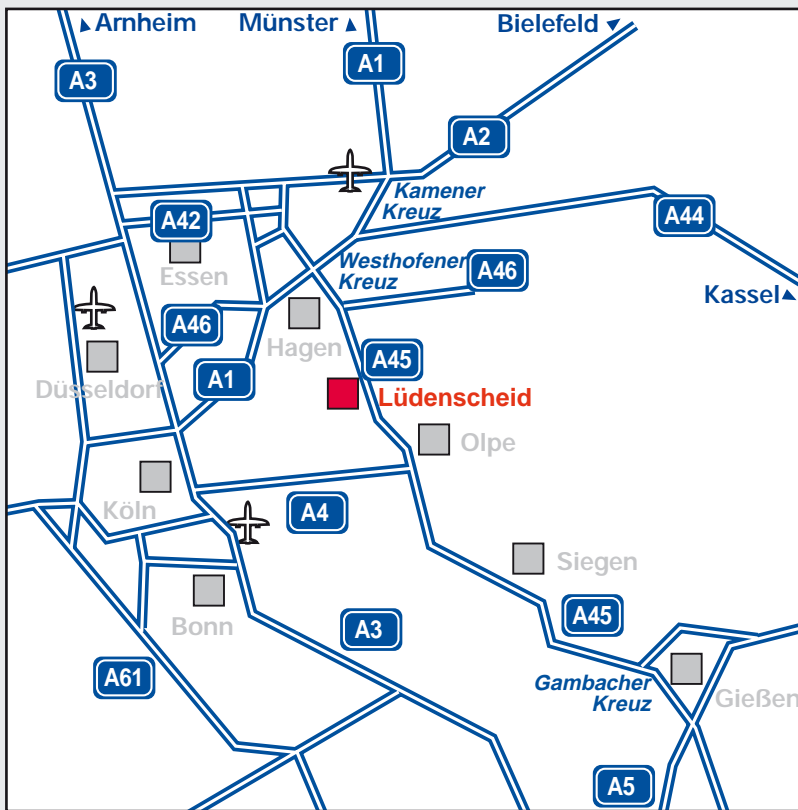 Arnheim
Münster
Bielefeld
A3
A1
A2
Kamener
Kreuz
A42
A44
Essen
Westhofener
Kreuz
A46
Kassel
A46
Hagen
A45
Düsseldorf
A1
Lüdenscheid
Olpe
Köln
A4
Siegen
Bonn
A3
A45
A61
Gambacher
Kreuz
Gießen
A5